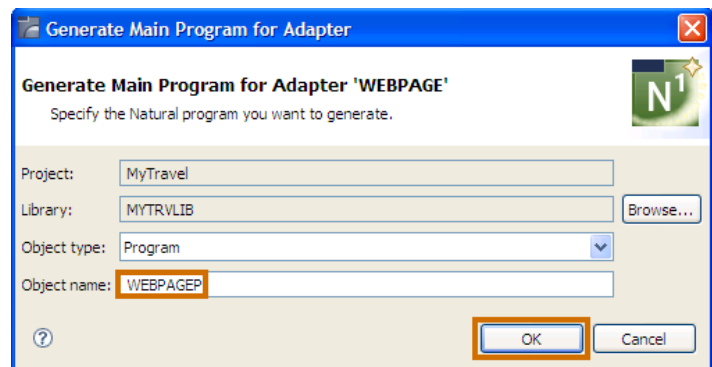 Generate Main Program for Adapter
Generate Main Program for Adapter 'WEBPAGE'
Specify the Natural program you want to generate.
N1
Project: MyTravel
Library: MYTRVLIB Browse...
Object type: Program
Object name: WEBPAGEP
? OK Cancel